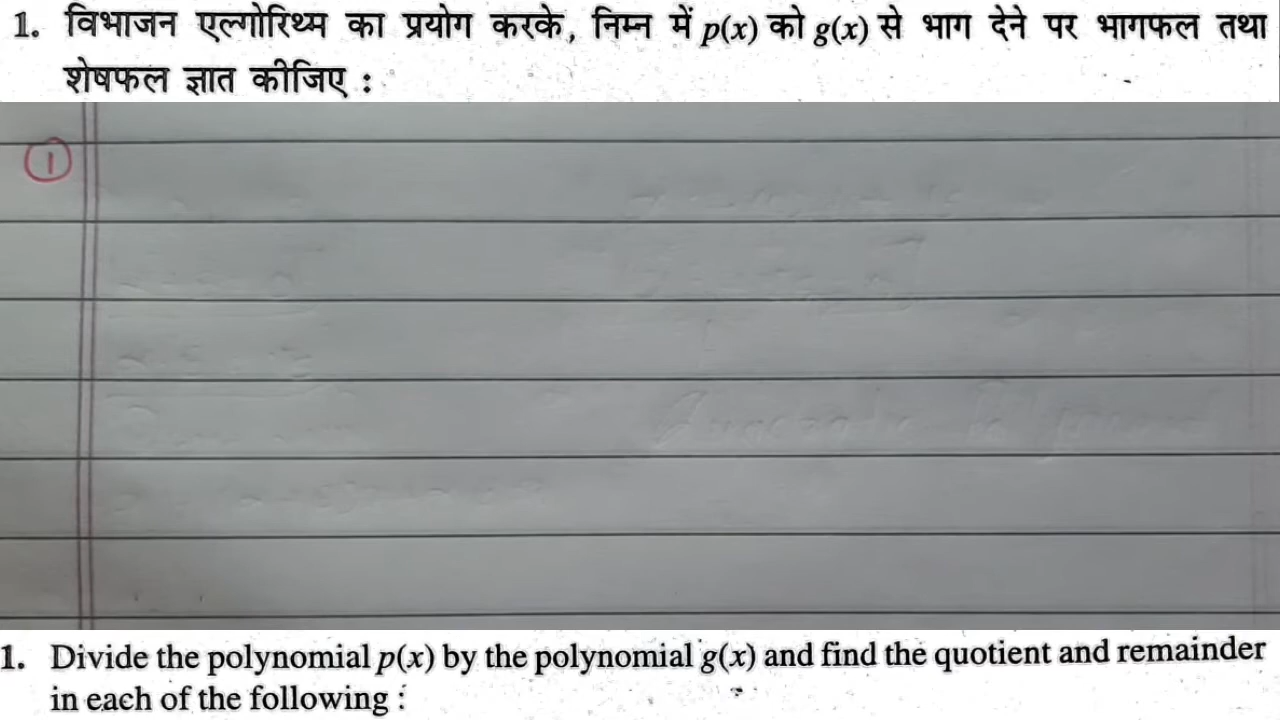 1. विभाजन एल्गोरिथ्म का प्रयोग करके, निम्न में p(x) को g(x) से भाग देने पर भागफल तथा
शेषफल ज्ञात कीजिए :
1
1. Divide the polynomial p(x) by the polynomial g(x) and find the quotient and remainder
in each of the following :